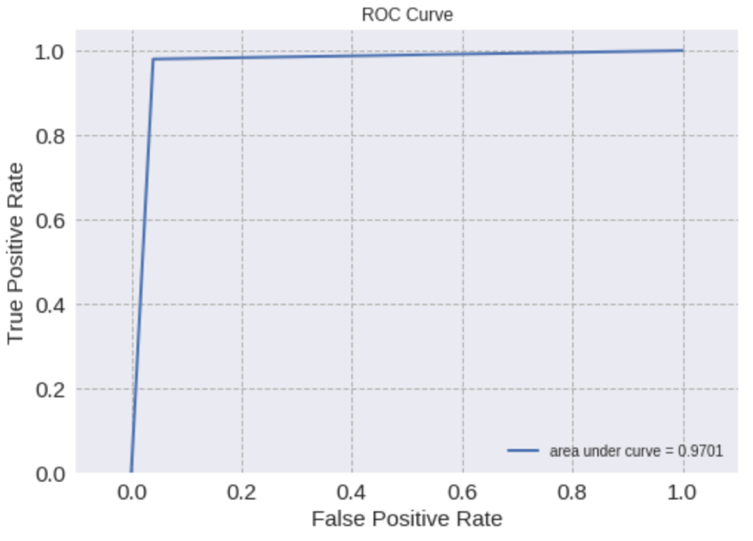 ROC Curve
1.0
0.8
0.6
0.4
0.2
0.0
True Positive Rate
area under curve = 0.9701
0.0 0.2 0.4 0.6 0.8 1.0
False Positive Rate